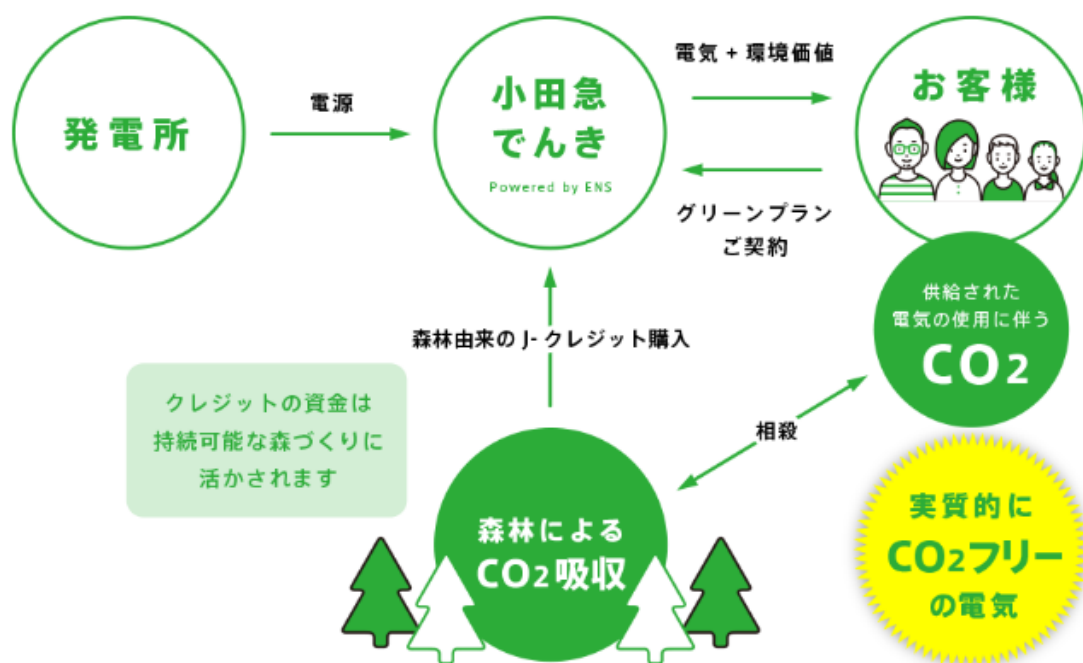 発電所
電源
小田急
でんき
Powered by ENS
電気 + 環境価値
グリーンプラン
ご契約
お客様
供給された
電気の使用に伴う
CO2
森林由来の J- クレジット購入
クレジットの資金は
持続可能な森づくりに
活かされます
相殺
森林による
CO2吸収
実質的に
CO2フリー
の電気